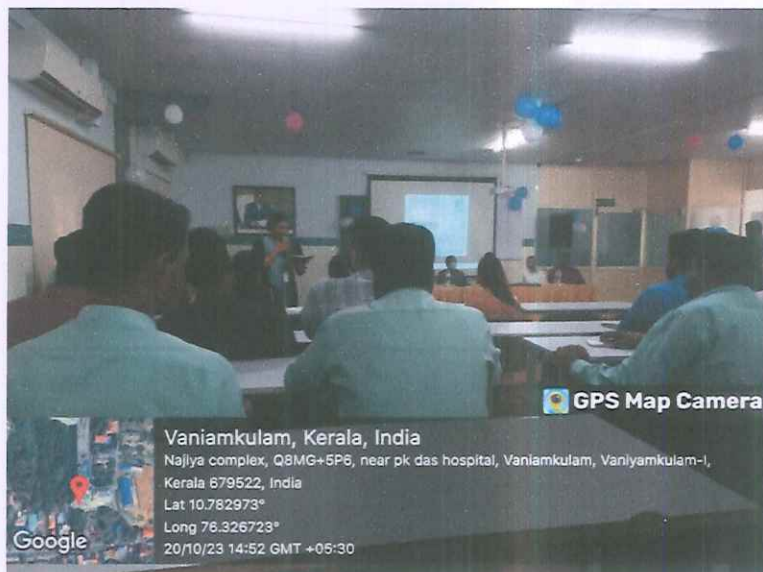 GPS Map Camera
Vaniamkulam, Kerala, India
Najiya complex, Q8MG+5P6, near pk das hospital, Vaniamkulam, Vaniyamkulam-I,
Kerala 679522, India
Lat 10.782973°
Long 76.326723°
20/10/23 14:52 GMT +05:30
Google